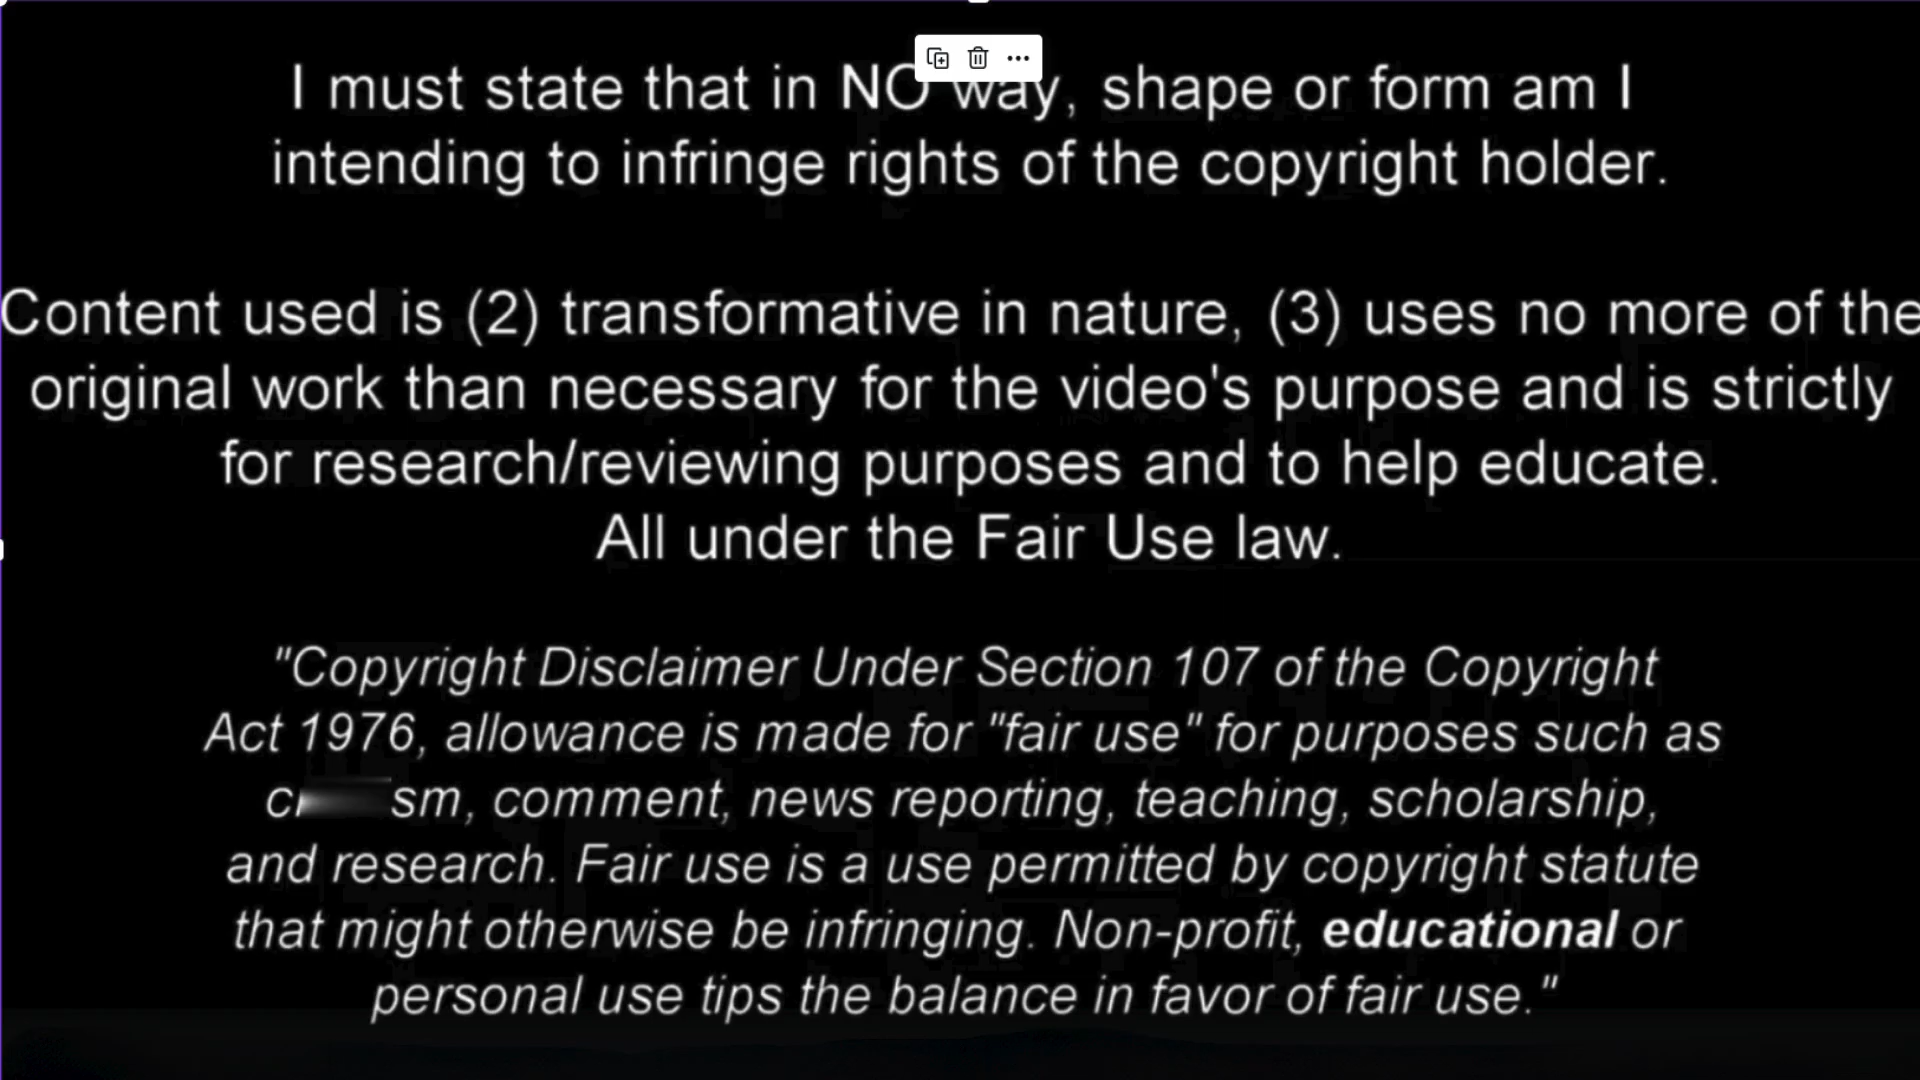 I must state that in NO way, shape or form am I
intending to infringe rights of the copyright holder.
Content used is (2) transformative in nature, (3) uses no more of the
original work than necessary for the video's purpose and is strictly
for research/reviewing purposes and to help educate.
All under the Fair Use law.
"Copyright Disclaimer Under Section 107 of the Copyright
Act 1976, allowance is made for "fair use" for purposes such as
comment, news reporting, teaching, scholarship,
and research. Fair use is a use permitted by copyright statute
that might otherwise be infringing. Non-profit, educational or
personal use tips the balance in favor of fair use."